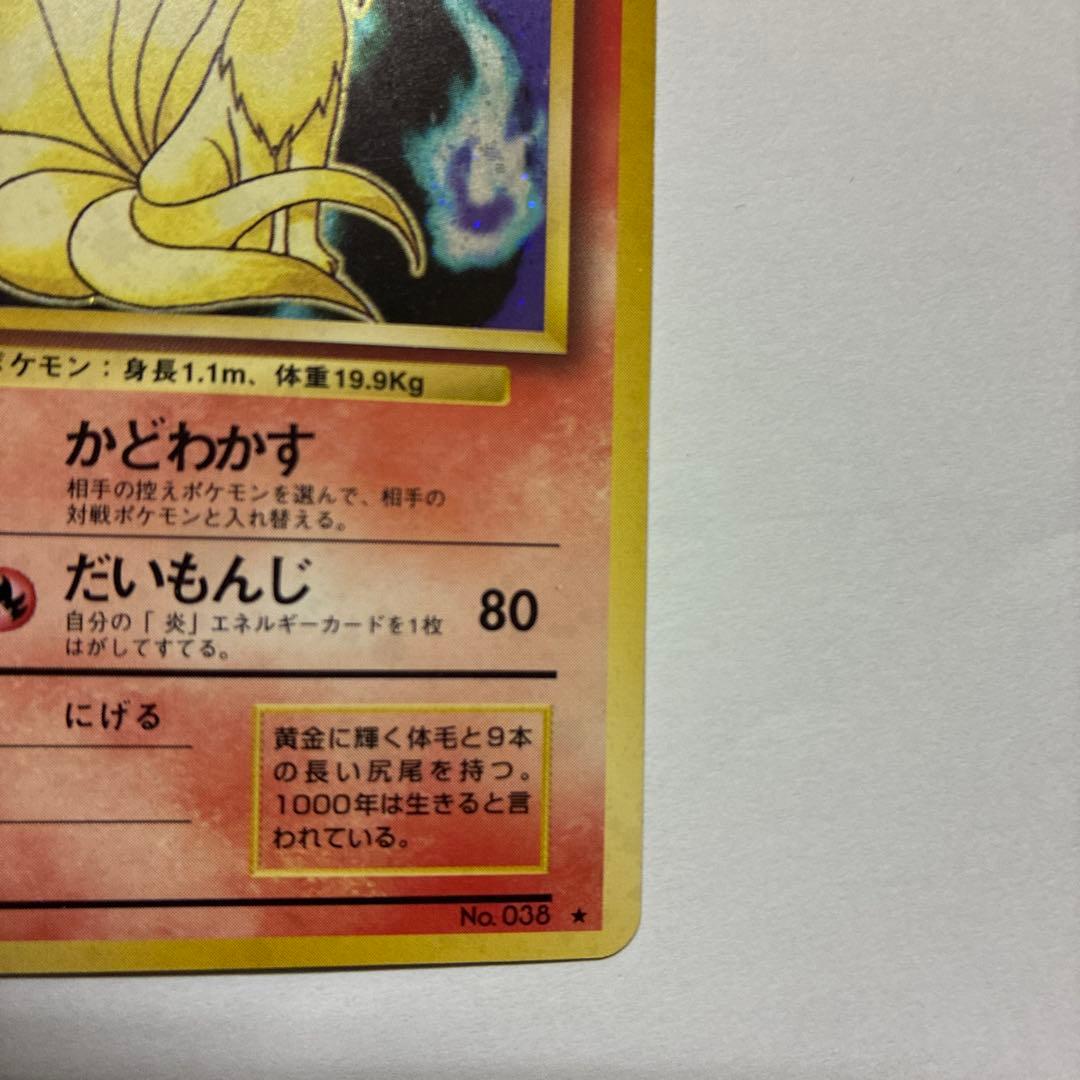 ポケモン：身長1.1m、体重19.9Kg
かどわかす
相手の控えポケモンを選んで、相手の
対戦ポケモンと入れ替える。
だいもんじ
80
自分の「炎」エネルギーカードを1枚
はがしてすてる。
にげる
黄金に輝く体毛と9本
の長い尻尾を持つ。
1000年は生きると言
われている。
No. 038 ★